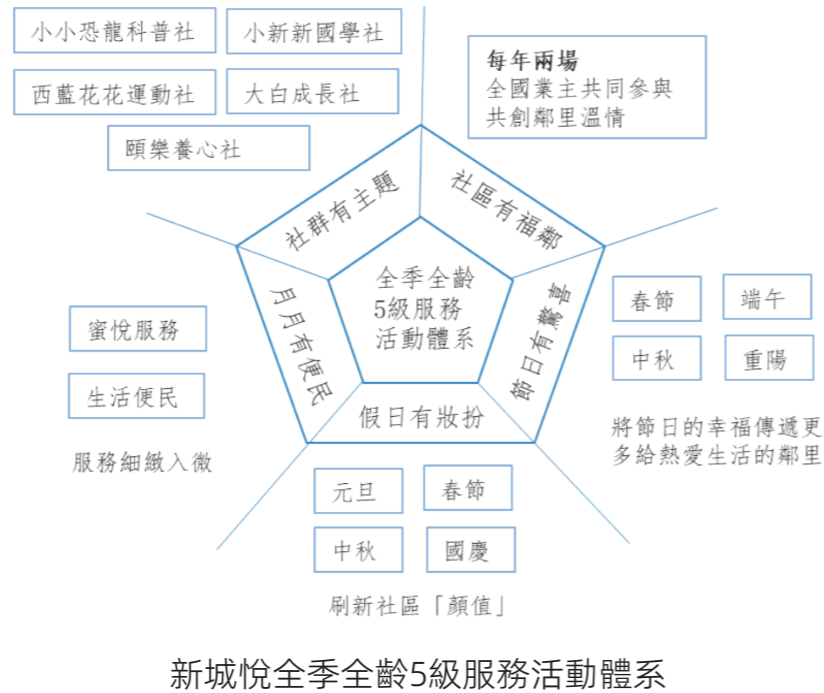 小小恐龍科普社
小新新國學社
西藍花花運動社
大白成長社
頤樂養心社
每年兩場
全國業主共同參與
共創鄰里溫情
社群有主題
社區有福鄰
月月有便民
節日有驚喜
假日有妝扮
全季全齡
5級服務
活動體系
蜜悅服務
生活便民
服務細緻入微
春節
端午
中秋
重陽
將節日的幸福傳遞更
多給熱愛生活的鄰里
元旦
春節
中秋
國慶
刷新社區「顏值」
新城悅全季全齡5級服務活動體系